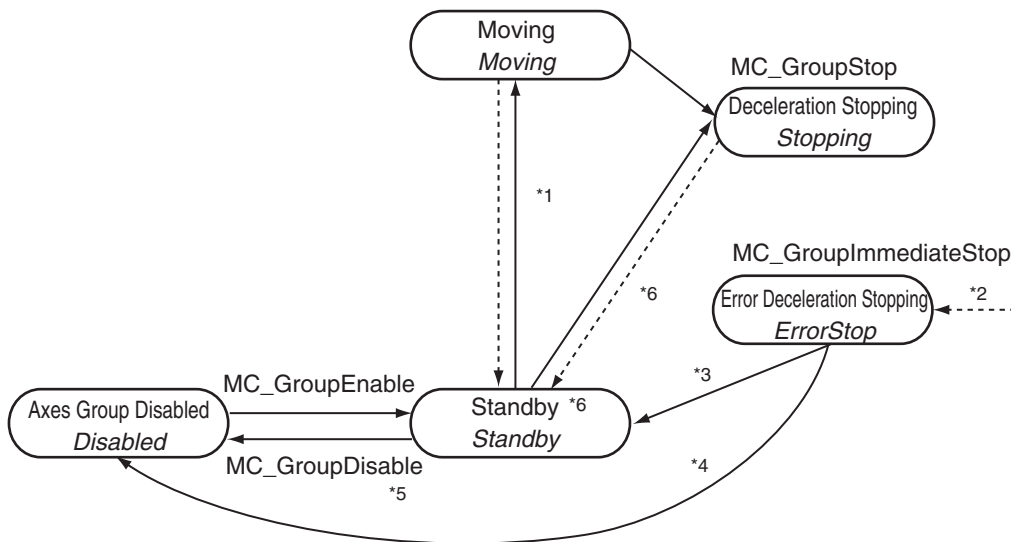 Moving
Moving
MC_GroupStop
Deceleration Stopping
Stopping
*1
MC_GroupImmediateStop
*6
Error Deceleration Stopping
ErrorStop
*2
*3
MC_GroupEnable
Axes Group Disabled
Disabled
Standby *6
Standby
MC_GroupDisable
*5
*4